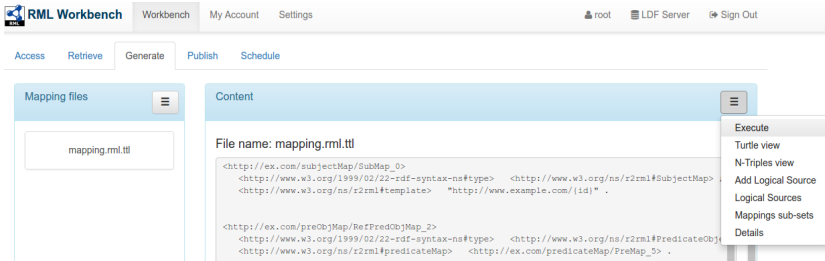 RML Workbench Workbench My Account Settings root LDF Server Sign Out
RML
Access Retrieve Generate Publish Schedule
Mapping files
Content
mapping.rml.ttl
File name: mapping.rml.ttl
<http://ex.com/subjectMap/SubMap_0>
<http://www.w3.org/1999/02/22-rdf-syntax-ns#type> <http://www.w3.org/ns/r2rml#SubjectMap> .
<http://www.w3.org/ns/r2rml#template> "http://www.example.com/{id}" .
<http://ex.com/preObjMap/RefPredObjMap_2>
<http://www.w3.org/1999/02/22-rdf-syntax-ns#type> <http://www.w3.org/ns/r2rml#PredicateObje
<http://www.w3.org/ns/r2rml#predicateMap> <http://ex.com/predicateMap/PreMap_5> .
Execute
Turtle view
N-Triples view
Add Logical Source
Logical Sources
Mappings sub-sets
Details